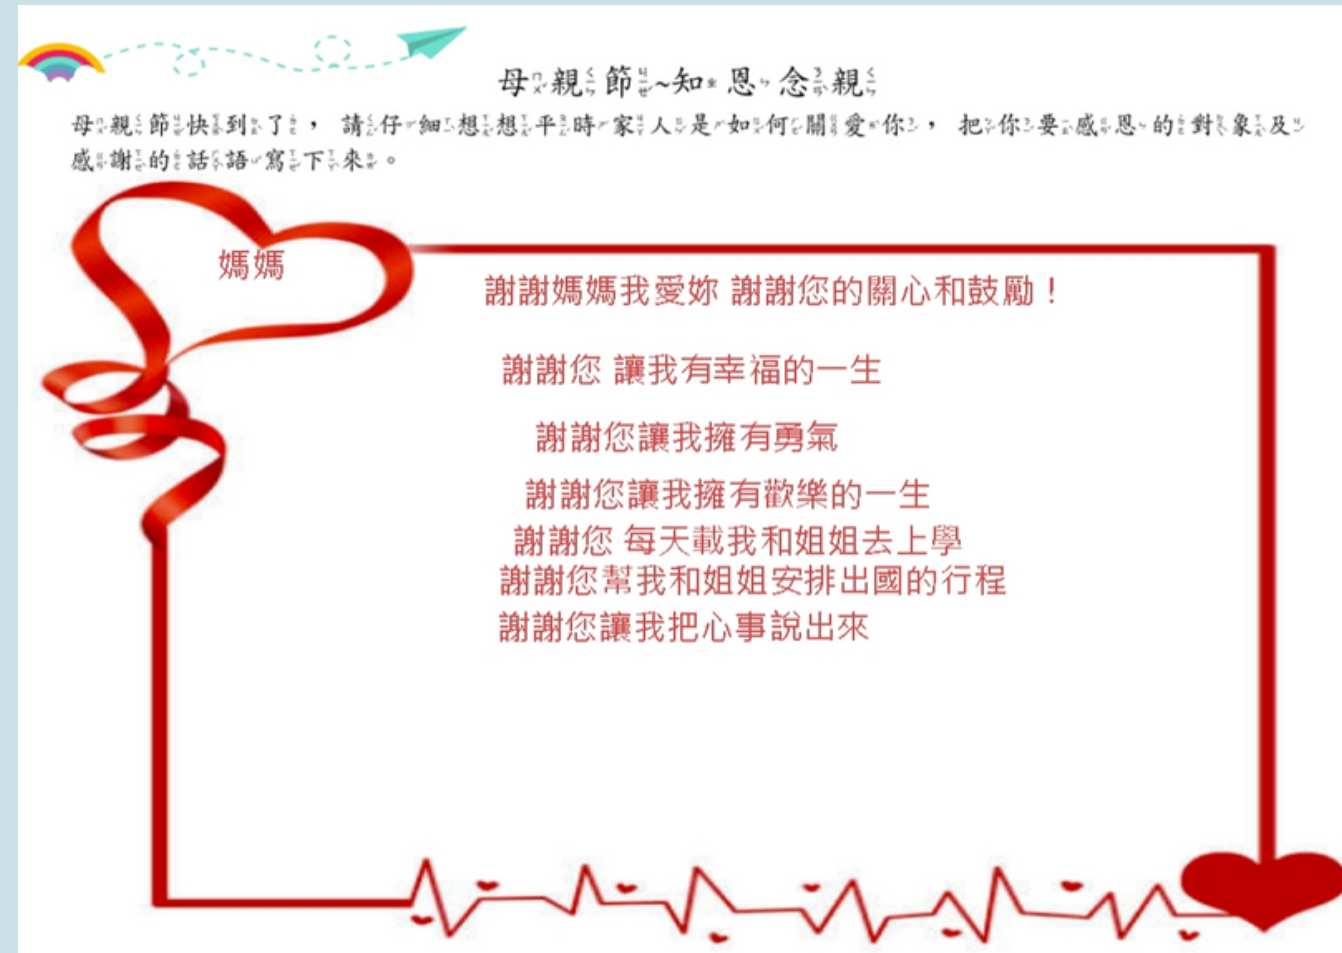 母親節~知恩念親
母親節快到了，請仔細想想平時家人是如何關愛你，把你要感恩的對象及
感謝的話語寫下來。
媽媽
謝謝媽媽我愛妳 謝謝您的關心和鼓勵！
謝謝您 讓我有幸福的一生
謝謝您讓我擁有勇氣
謝謝您讓我擁有歡樂的一生
謝謝您 每天載我和姐姐去上學
謝謝您幫我和姐姐安排出國的行程
謝謝您讓我把心事說出來